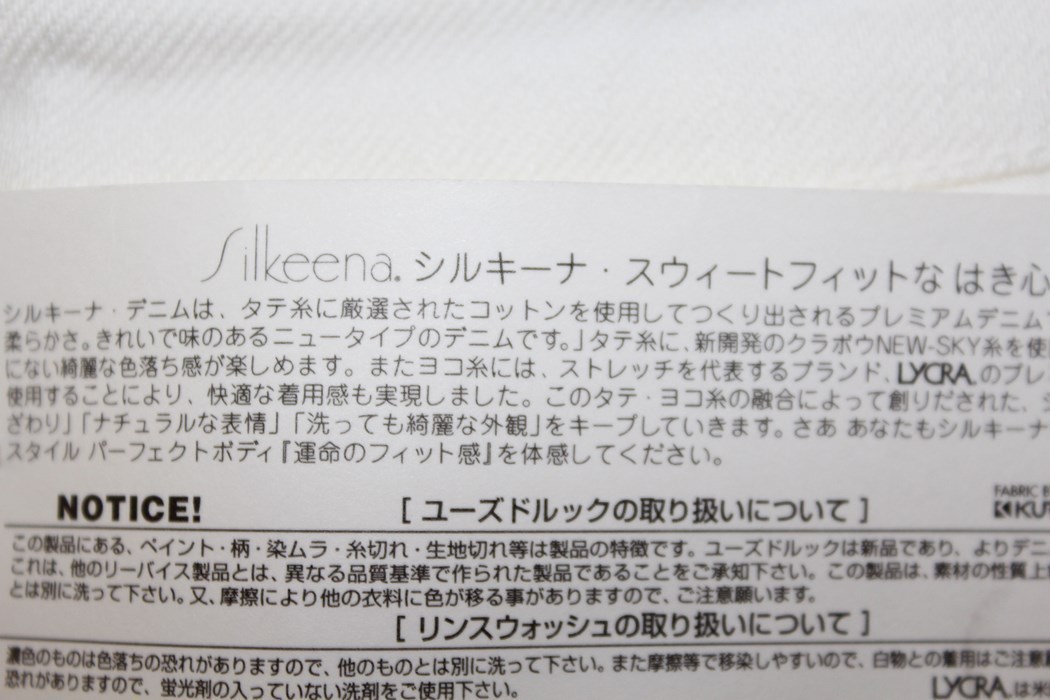 Silkeena. シルキーナ・スウィートフィットな はき心
シルキーナ・デニムは、タテ糸に厳選されたコットンを使用してつくり出されるプレミアムデニム
柔らかさ。きれいで味のあるニュータイプのデニムです。」タテ糸に、新開発のクラボウNEW-SKY糸を使
にない綺麗な色落ち感が楽しめます。またヨコ糸には、ストレッチを代表するブランド、LYCRA.のプレ
使用することにより、快適な着用感も実現しました。このタテ・ヨコ糸の融合によって創りだされた、
ざわり」「ナチュラルな表情」「洗っても綺麗な外観」をキープしていきます。さあ あなたもシルキーナ
スタイル パーフェクトボディ『運命のフィット感』を体感してください。
FABRIC
NOTICE! [ ユーズドルックの取り扱いについて ] KU
この製品にある、ペイント・柄・染ムラ・糸切れ・生地切れ等は製品の特徴です。ユーズドルックは新品であり、よりデニ
これは、他のリーバイス製品とは、異なる品質基準で作られた製品であることをご承知下さい。この製品は、素材の性質上
とは別に洗って下さい。又、摩擦により他の衣料に色が移る事がありますので、ご注意願います。
[ リンスウォッシュの取り扱いについて ]
濃色のものは色落ちの恐れがありますので、他のものとは別に洗って下さい。また摩擦等で移染しやすいので、白物との着用はご注意
恐れがありますので、蛍光剤の入っていない洗剤をご使用下さい。
LYCRA は米